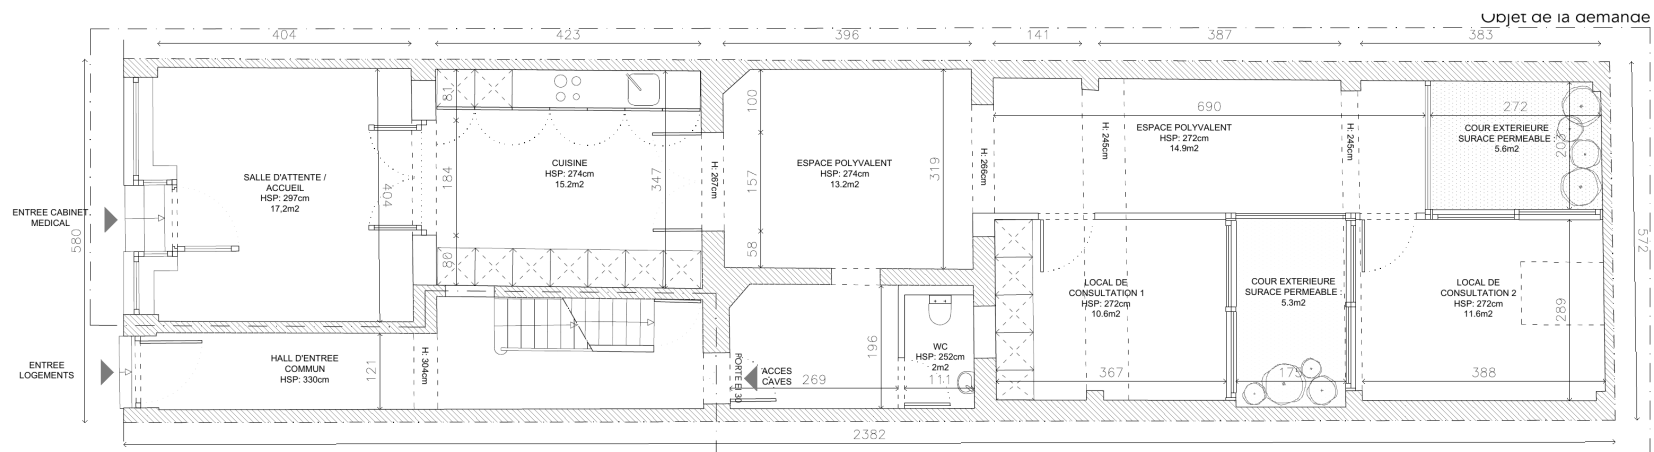 Objet de la demande
404
423
396
141
387
383
81
100
690
272
ESPACE POLYVALENT
HSP: 272cm
14.9m2
H: 245cm
H: 245cm
COUR EXTERIEURE
SURACE PERMEABLE :
5.6m2
CUISINE
HSP: 274cm
15.2m2
H: 267cm
ESPACE POLYVALENT
HSP: 274cm
13.2m2
H: 266cm
184
347
157
319
SALLE D'ATTENTE /
ACCUEIL
HSP: 297cm
17,2m2
404
ENTREE CABINET
MEDICAL
580
572
80
58
LOCAL DE
CONSULTATION 1
HSP: 272cm
10.6m2
COUR EXTERIEURE
SURACE PERMEABLE :
5.3m2
LOCAL DE
CONSULTATION 2
HSP: 272cm
11.6m2
289
196
WC
HSP: 252cm
2m2
HALL D'ENTREE
COMMUN
HSP: 330cm
121
H: 304cm
ENTREE
LOGEMENTS
PORTE EI 30
ACCES
CAVES
269
111
367
175
388
2382